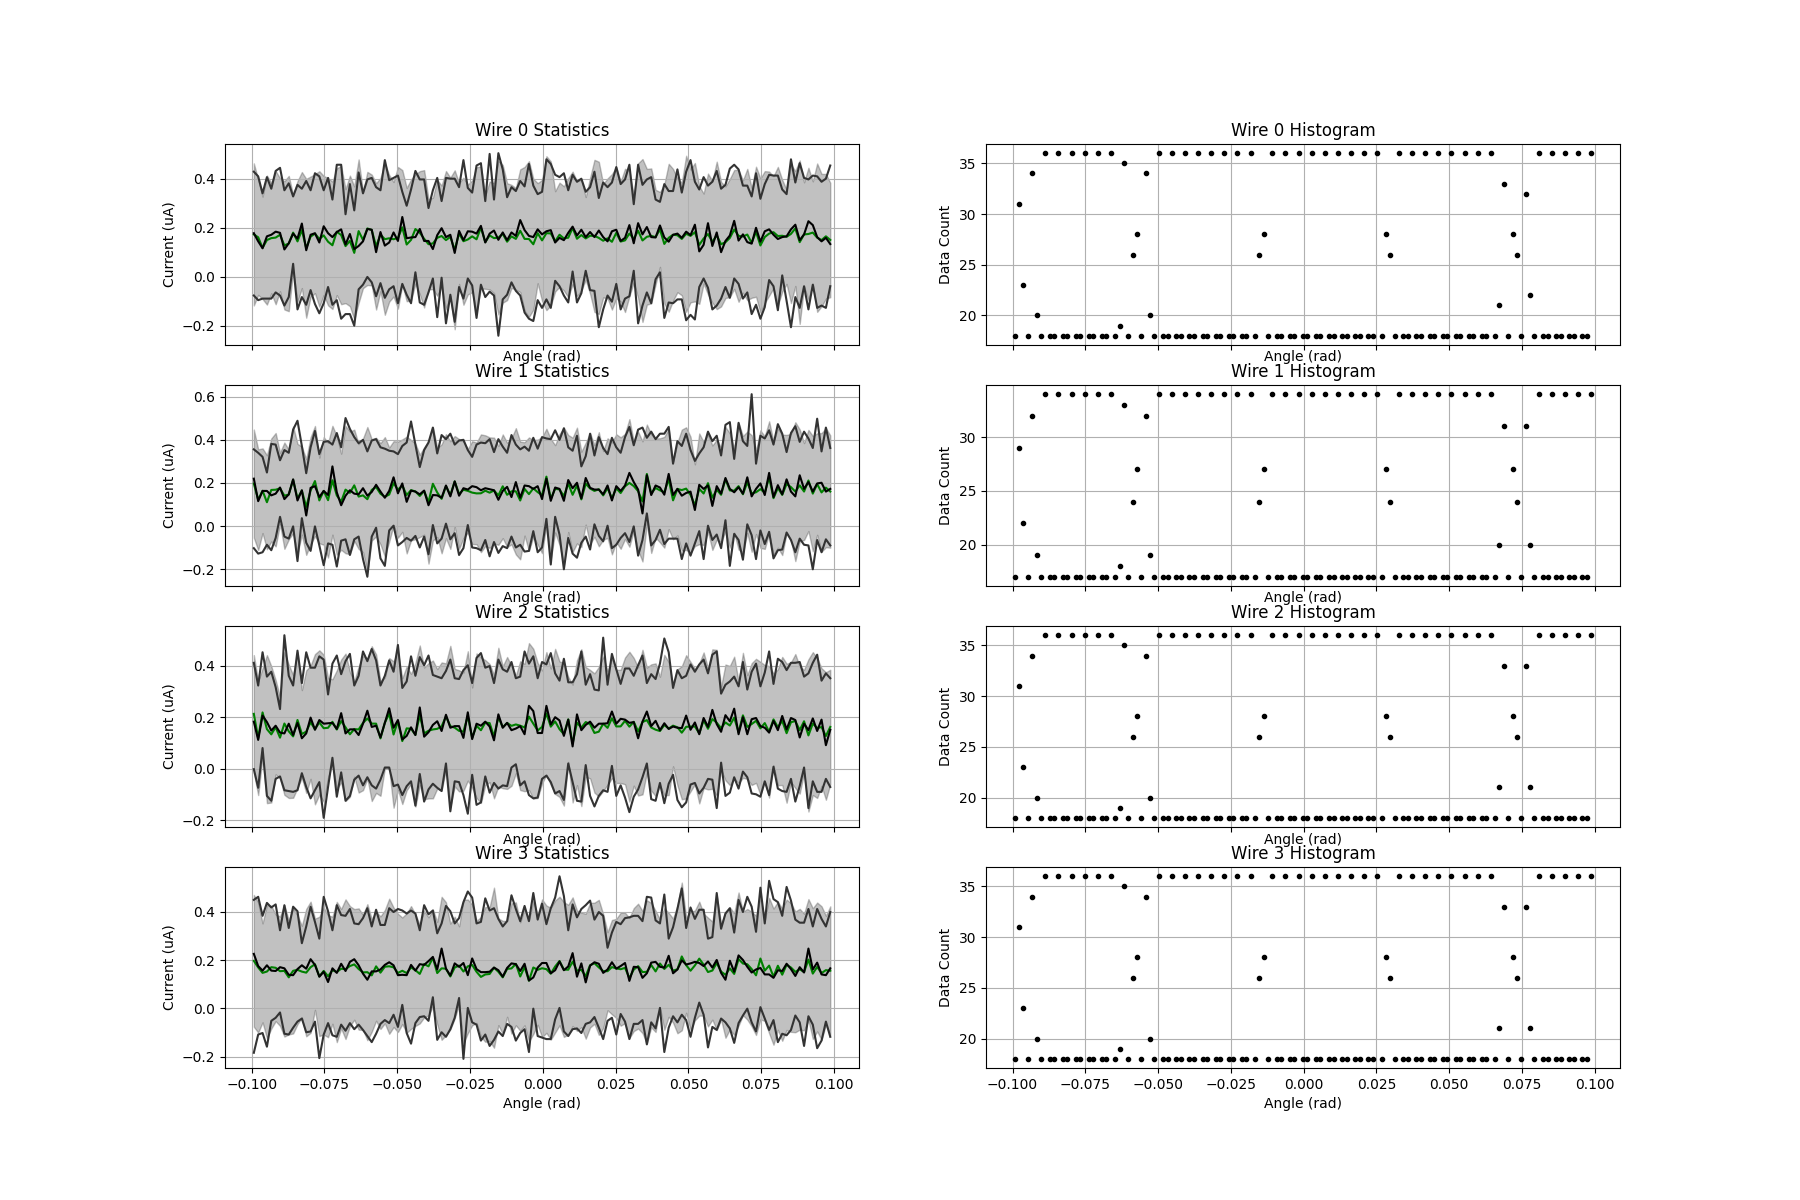 Wire 0 Statistics
Current (uA)
0.4
0.2
0.0
−0.2
Angle (rad)
Wire 0 Histogram
Data Count
35
30
25
20
Angle (rad)
Wire 1 Statistics
Current (uA)
0.6
0.4
0.2
0.0
−0.2
Angle (rad)
Wire 1 Histogram
Data Count
30
25
20
Angle (rad)
Wire 2 Statistics
Current (uA)
0.4
0.2
0.0
−0.2
Angle (rad)
Wire 2 Histogram
Data Count
35
30
25
20
Angle (rad)
Wire 3 Statistics
Current (uA)
0.4
0.2
0.0
−0.2
−0.100 −0.075 −0.050 −0.025 0.000 0.025 0.050 0.075 0.100
Angle (rad)
Wire 3 Histogram
Data Count
35
30
25
20
−0.100 −0.075 −0.050 −0.025 0.000 0.025 0.050 0.075 0.100
Angle (rad)